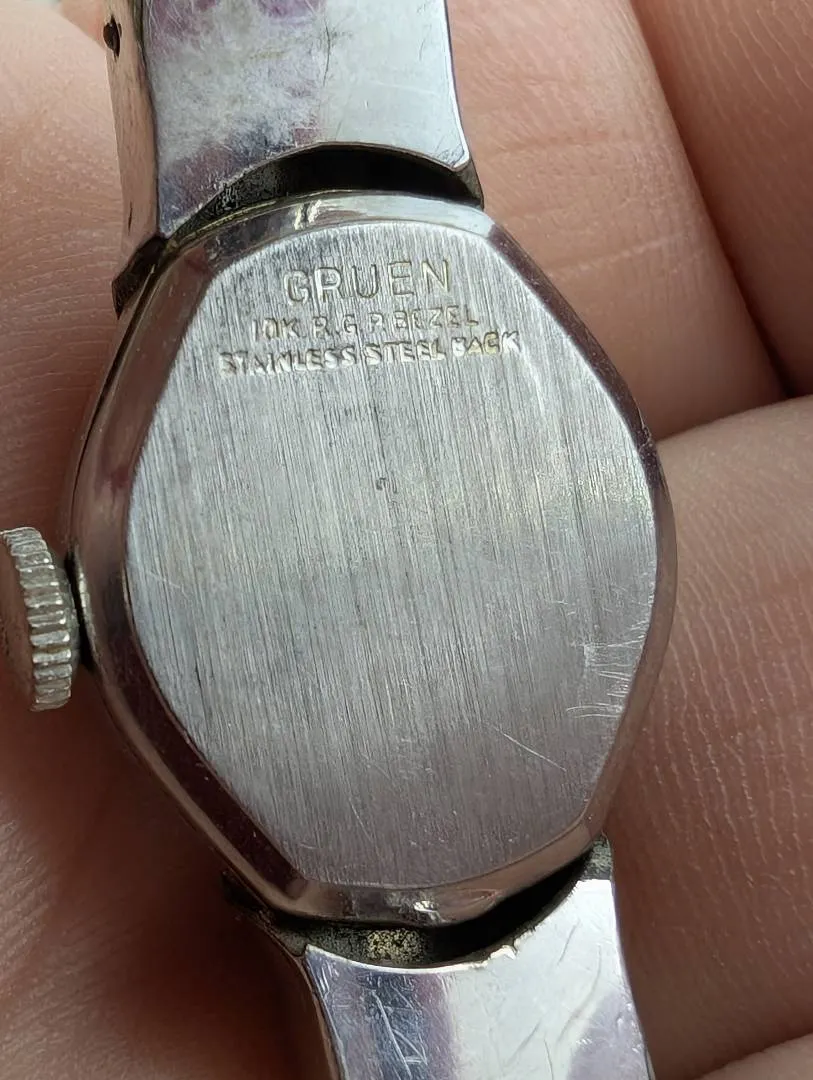 GRUEN
10K. R.G.P. BEZEL
STAINLESS STEEL BACK